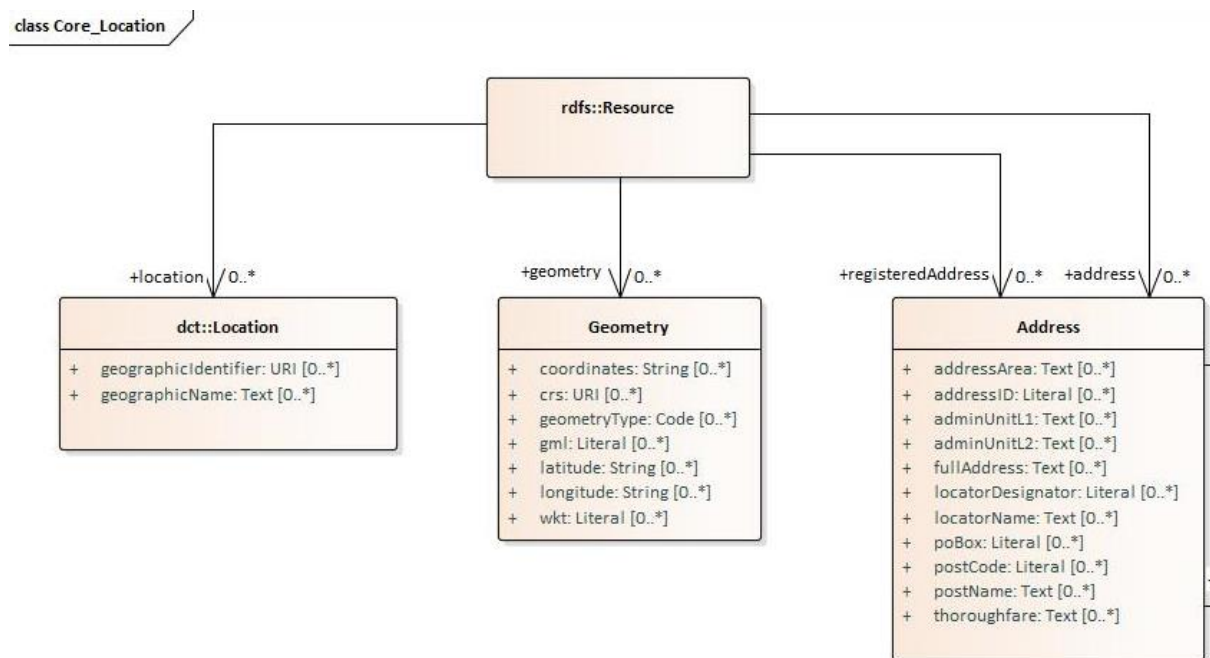 class Core_Location
rdfs::Resource
+location 0..*
+geometry 0..*
+registeredAddress 0..*
+address 0..*
dct::Location
+ geographicIdentifier: URI [0..*]
+ geographicName: Text [0..*]
Geometry
+ coordinates: String [0..*]
+ crs: URI [0..*]
+ geometryType: Code [0..*]
+ gml: Literal [0..*]
+ latitude: String [0..*]
+ longitude: String [0..*]
+ wkt: Literal [0..*]
Address
+ addressArea: Text [0..*]
+ addressID: Literal [0..*]
+ adminUnitL1: Text [0..*]
+ adminUnitL2: Text [0..*]
+ fullAddress: Text [0..*]
+ locatorDesignator: Literal [0..*]
+ locatorName: Text [0..*]
+ poBox: Literal [0..*]
+ postCode: Literal [0..*]
+ postName: Text [0..*]
+ thoroughfare: Text [0..*]